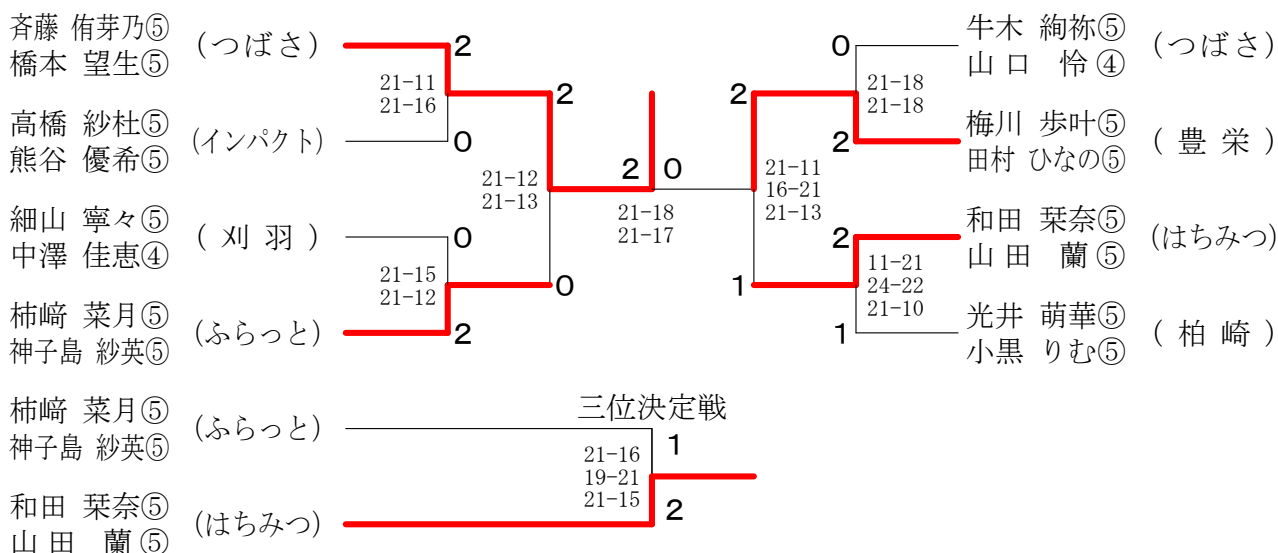 斉藤 侑芽乃⑤
橋本 望生⑤
(つばさ)
2
21-11
21-16
高橋 紗杜⑤
熊谷 優希⑤
(インパクト)
0
2
21-12
21-13
細山 寧々⑤
中澤 佳恵④
(刈羽)
0
21-15
21-12
0
柿﨑 菜月⑤
神子島 紗英⑤
(ふらっと)
2
2 0
21-18
21-17
牛木 絢祢⑤
山口 怜④
(つばさ)
0
21-18
21-18
2
梅川 歩叶⑤
田村 ひなの⑤
(豊栄)
2
21-11
16-21
21-13
和田 栞奈⑤
山田 蘭⑤
(はちみつ)
2
11-21
24-22
21-10
1
光井 萌華⑤
小黒 りむ⑤
(柏崎)
1
三位決定戦
柿﨑 菜月⑤
神子島 紗英⑤
(ふらっと)
1
21-16
19-21
21-15
和田 栞奈⑤
山田 蘭⑤
(はちみつ)
2